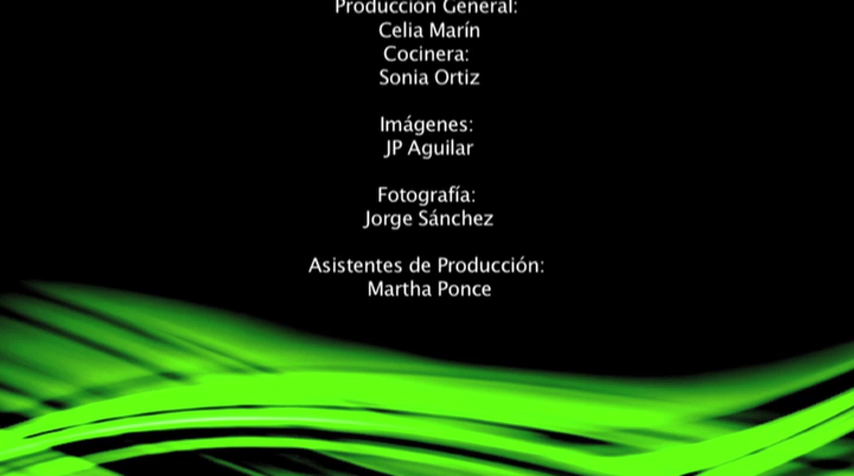 Producción General:
Celia Marín
Cocinera:
Sonia Ortiz
Imágenes:
JP Aguilar
Fotografía:
Jorge Sánchez
Asistentes de Producción:
Martha Ponce